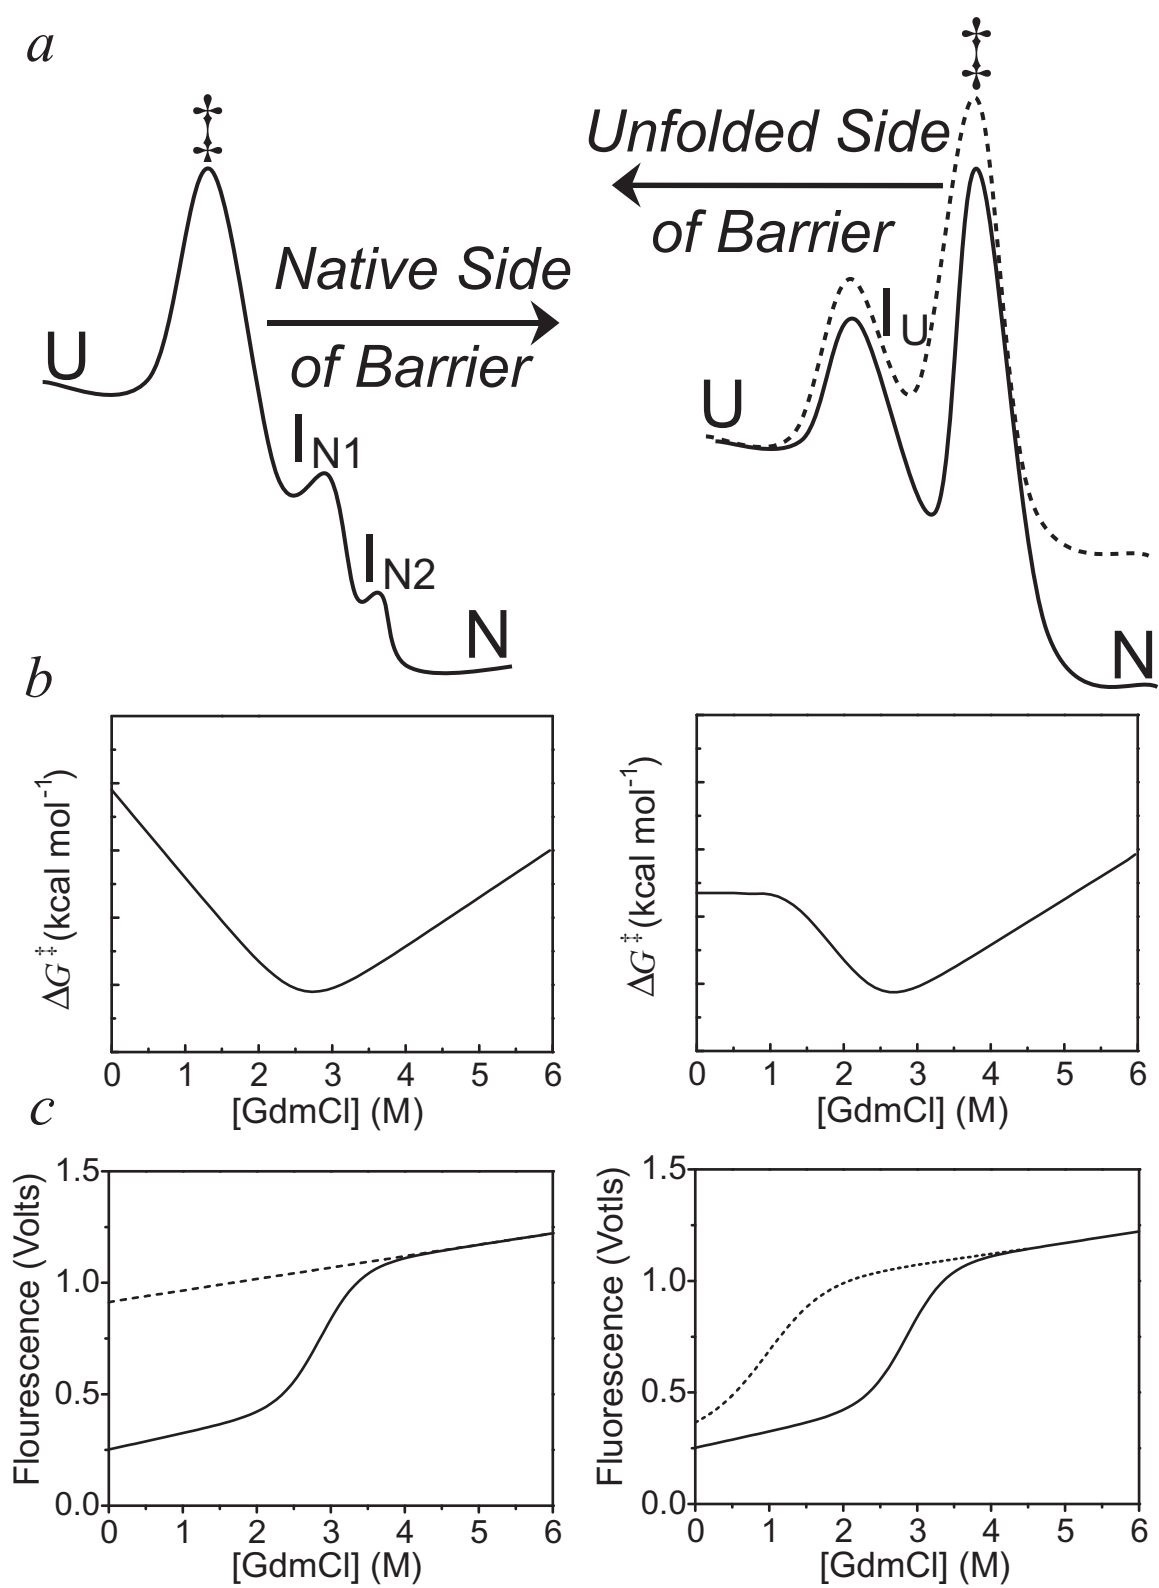 a
‡
‡
Unfolded Side
of Barrier
Native Side
of Barrier
U
I N1
I N2
N
U
I U
N
b
ΔG‡(kcal mol-1)
0 1 2 3 4 5 6
[GdmCl] (M)
ΔG‡(kcal mol-1)
0 1 2 3 4 5 6
[GdmCl] (M)
c
Flourescence (Volts)
1.5
1.0
0.5
0.0
0 1 2 3 4 5 6
[GdmCl] (M)
Fluorescence (Votls)
1.5
1.0
0.5
0.0
0 1 2 3 4 5 6
[GdmCl] (M)